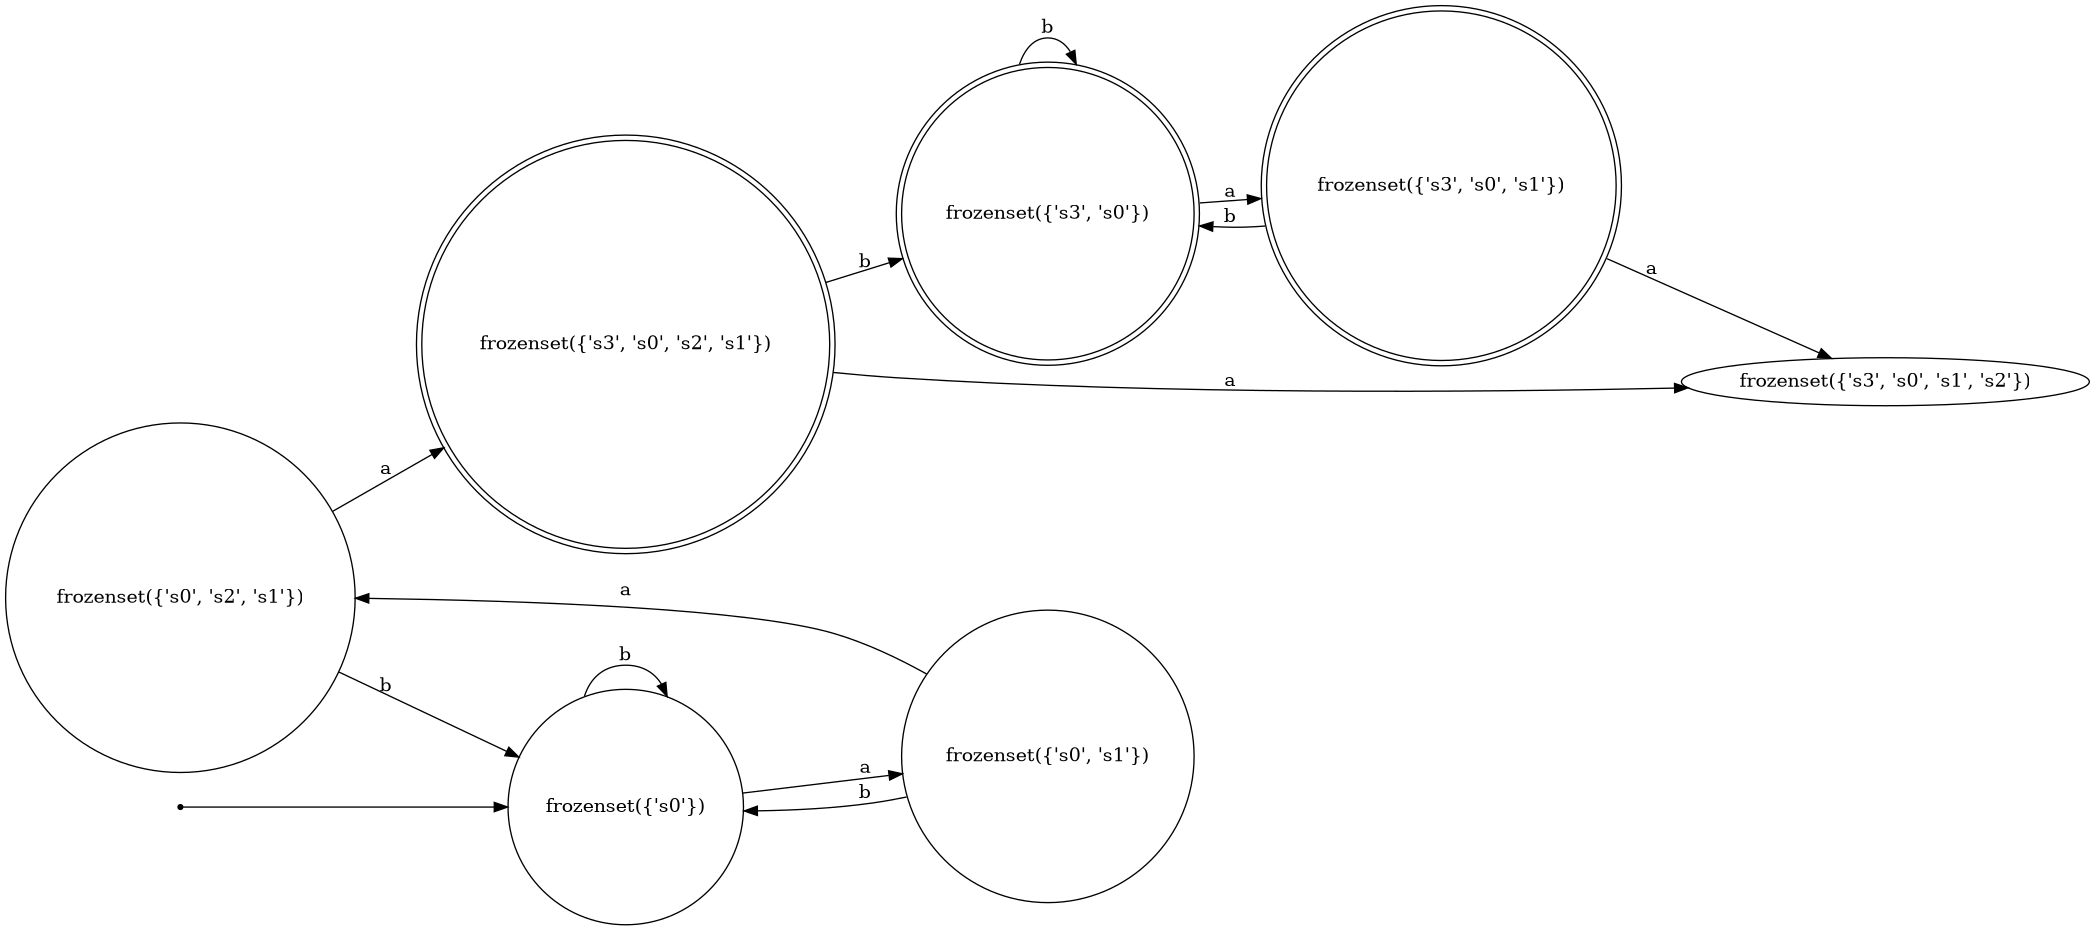 b
frozenset({'s3', 's0', 's1'})
a
frozenset({'s3', 's0'})
b
b
a
frozenset({'s3', 's0', 's2', 's1'})
a
frozenset({'s3', 's0', 's1', 's2'})
a
a
frozenset({'s0', 's2', 's1'})
b
b
a
frozenset({'s0', 's1'})
b
frozenset({'s0'})